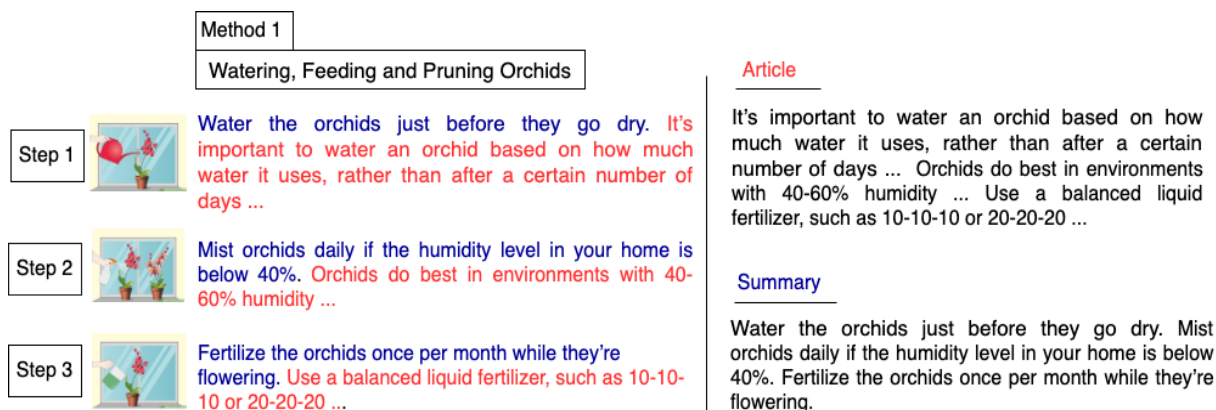 Method 1
Watering, Feeding and Pruning Orchids
Step 1
Water the orchids just before they go dry. It's
important to water an orchid based on how much
water it uses, rather than after a certain number of
days ...
Step 2
Mist orchids daily if the humidity level in your home is
below 40%. Orchids do best in environments with 40-
60% humidity ...
Step 3
Fertilize the orchids once per month while they're
flowering. Use a balanced liquid fertilizer, such as 10-10-
10 or 20-20-20 ...
Article
It's important to water an orchid based on how
much water it uses, rather than after a certain
number of days ... Orchids do best in environments
with 40-60% humidity ... Use a balanced liquid
fertilizer, such as 10-10-10 or 20-20-20 ...
Summary
Water the orchids just before they go dry. Mist
orchids daily if the humidity level in your home is below
40%. Fertilize the orchids once per month while they're
flowering.